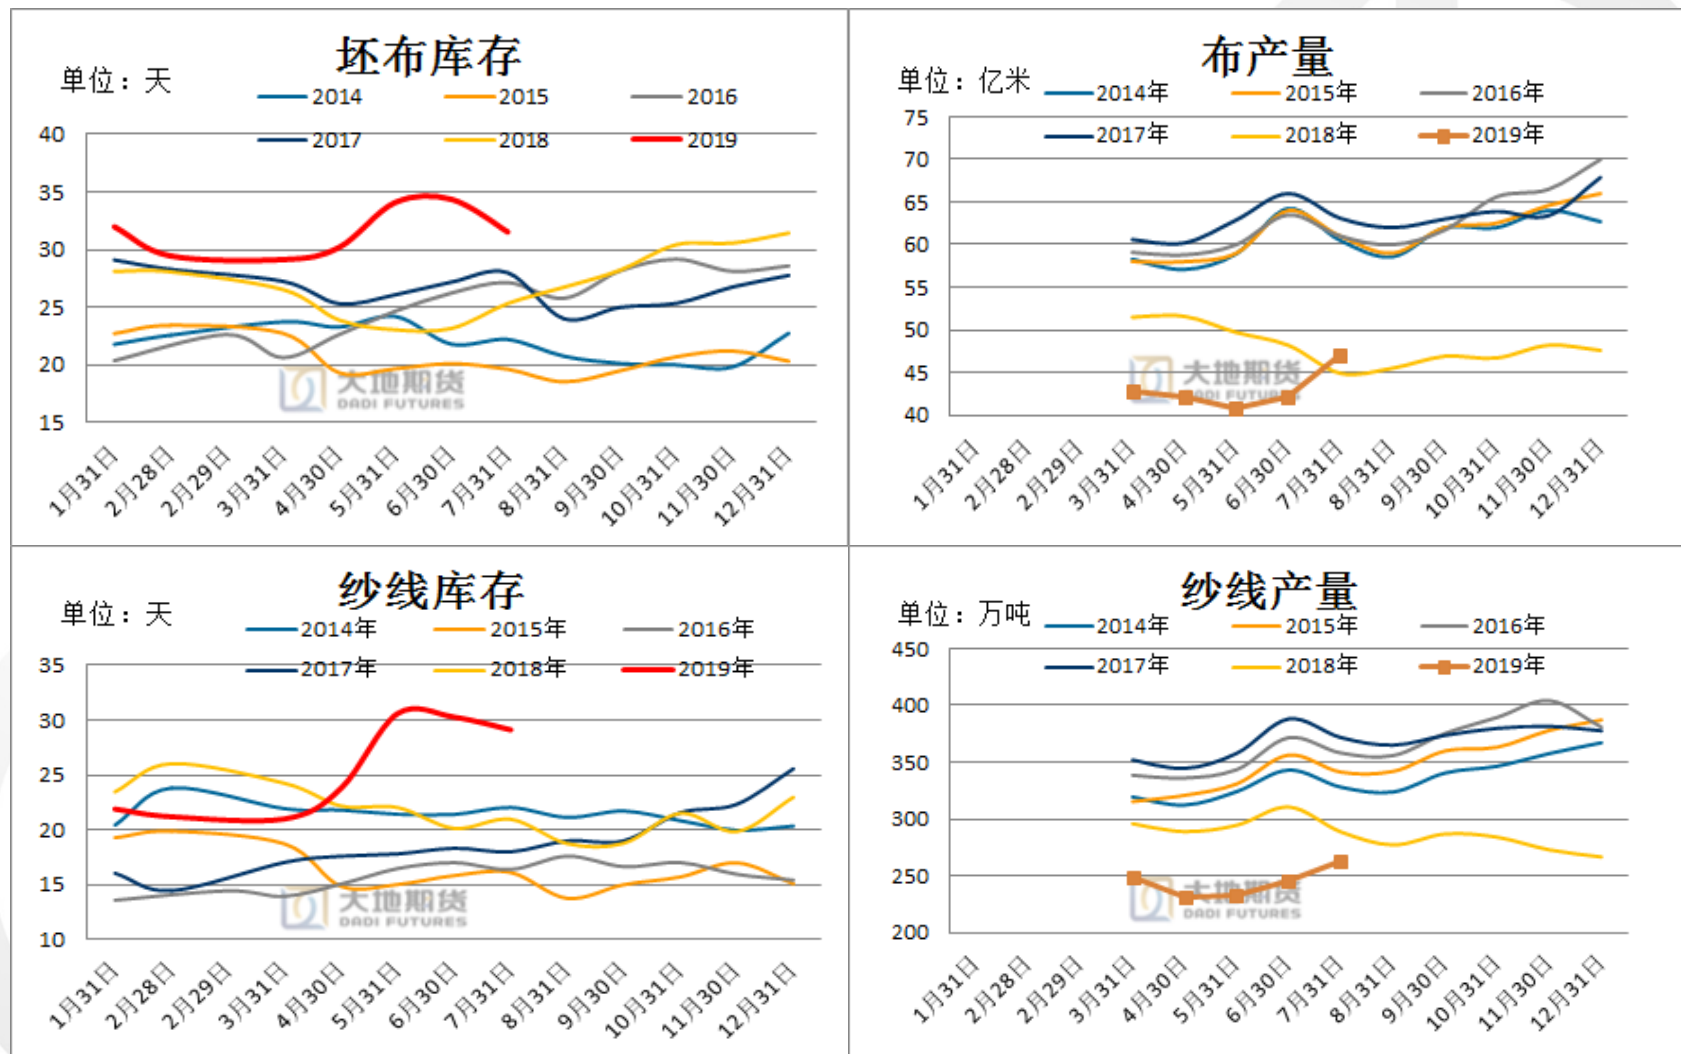 坯布库存
单位：天
2014 2015 2016
2017 2018 2019
40
35
30
25
20
15
大地期货
DADI FUTURES
1月31日 2月28日 2月29日 3月31日 4月30日 5月31日 6月30日 7月31日 8月31日 9月30日 10月31日 11月30日 12月31日
布产量
单位：亿米
2014年 2015年 2016年
2017年 2018年 2019年
75
70
65
60
55
50
45
40
大地期货
DADI FUTURES
1月31日 2月28日 2月29日 3月31日 4月30日 5月31日 6月30日 7月31日 8月31日 9月30日 10月31日 11月30日 12月31日
纱线库存
单位：天
2014年 2015年 2016年
2017年 2018年 2019年
35
30
25
20
15
10
大地期货
DADI FUTURES
1月31日 2月28日 2月29日 3月31日 4月30日 5月31日 6月30日 7月31日 8月31日 9月30日 10月31日 11月30日 12月31日
纱线产量
单位：万吨
2014年 2015年 2016年
2017年 2018年 2019年
450
400
350
300
250
200
大地期货
DADI FUTURES
1月31日 2月28日 2月29日 3月31日 4月30日 5月31日 6月30日 7月31日 8月31日 9月30日 10月31日 11月30日 12月31日